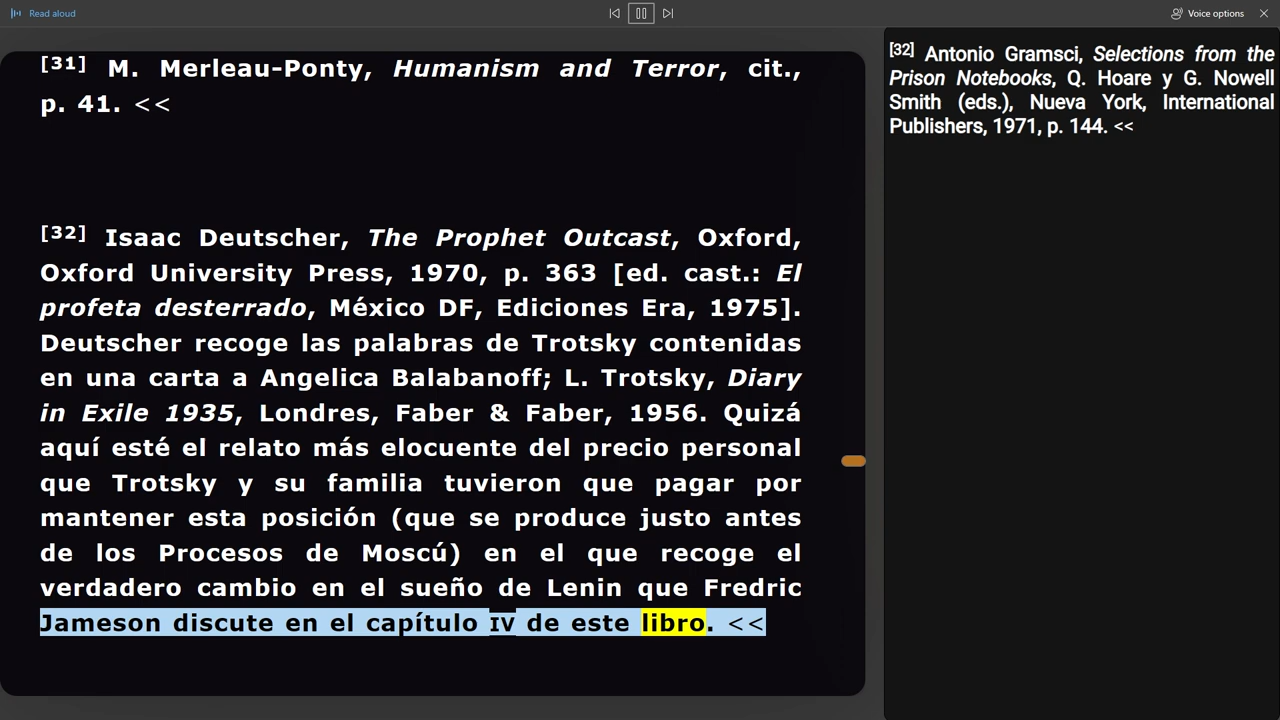 Read aloud
Voice options
[31] M. Merleau-Ponty, Humanism and Terror, cit.,
p. 41. <<
[32] Isaac Deutscher, The Prophet Outcast, Oxford,
Oxford University Press, 1970, p. 363 [ed. cast.: El
profeta desterrado, México DF, Ediciones Era, 1975].
Deutscher recoge las palabras de Trotsky contenidas
en una carta a Angelica Balabanoff; L. Trotsky, Diary
in Exile 1935, Londres, Faber & Faber, 1956. Quizá
aquí esté el relato más elocuente del precio personal
que Trotsky y su familia tuvieron que pagar por
mantener esta posición (que se produce justo antes
de los Procesos de Moscú) en el que recoge el
verdadero cambio en el sueño de Lenin que Fredric
Jameson discute en el capítulo IV de este libro. <<
[32] Antonio Gramsci, Selections from the
Prison Notebooks, Q. Hoare y G. Nowell
Smith (eds.), Nueva York, International
Publishers, 1971, p. 144. <<